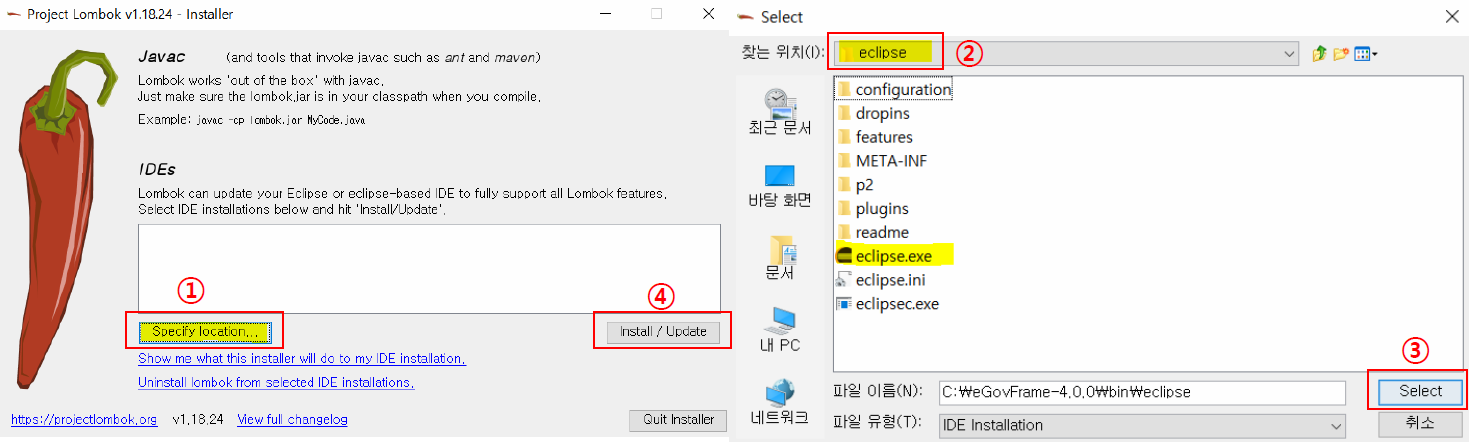 Project Lombok v1.18.24 - Installer
Javac (and tools that invoke javac such as ant and maven)
Lombok works 'out of the box' with javac.
Just make sure the lombok.jar is in your classpath when you compile.
Example: javac -cp lombok.jar MyCode.java
IDEs
Lombok can update your Eclipse or eclipse-based IDE to fully support all Lombok features.
Select IDE installations below and hit 'Install/Update'.
①
④
Specify location...
Install / Update
Show me what this installer will do to my IDE installation.
Uninstall lombok from selected IDE installations.
https://projectlombok.org v1.18.24 View full changelog
Quit Installer
Select
찾는 위치(I):
eclipse
②
최근 문서
바탕 화면
문서
내 PC
네트워크
configuration
dropins
features
META-INF
p2
plugins
readme
eclipse.exe
eclipse.ini
eclipsec.exe
③
파일 이름(N): C:₩eGovFrame-4.0.0₩bin₩eclipse
Select
파일 유형(T): IDE Installation
취소